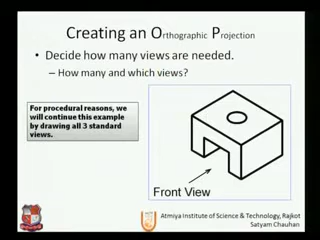 Creating an Orthographic Projection
• Decide how many views are needed.
– How many and which views?
For procedural reasons, we
will continue this example
by drawing all 3 standard
views.
Front View
Atmiya Institute of Science & Technology, Rajkot
Satyam Chauhan